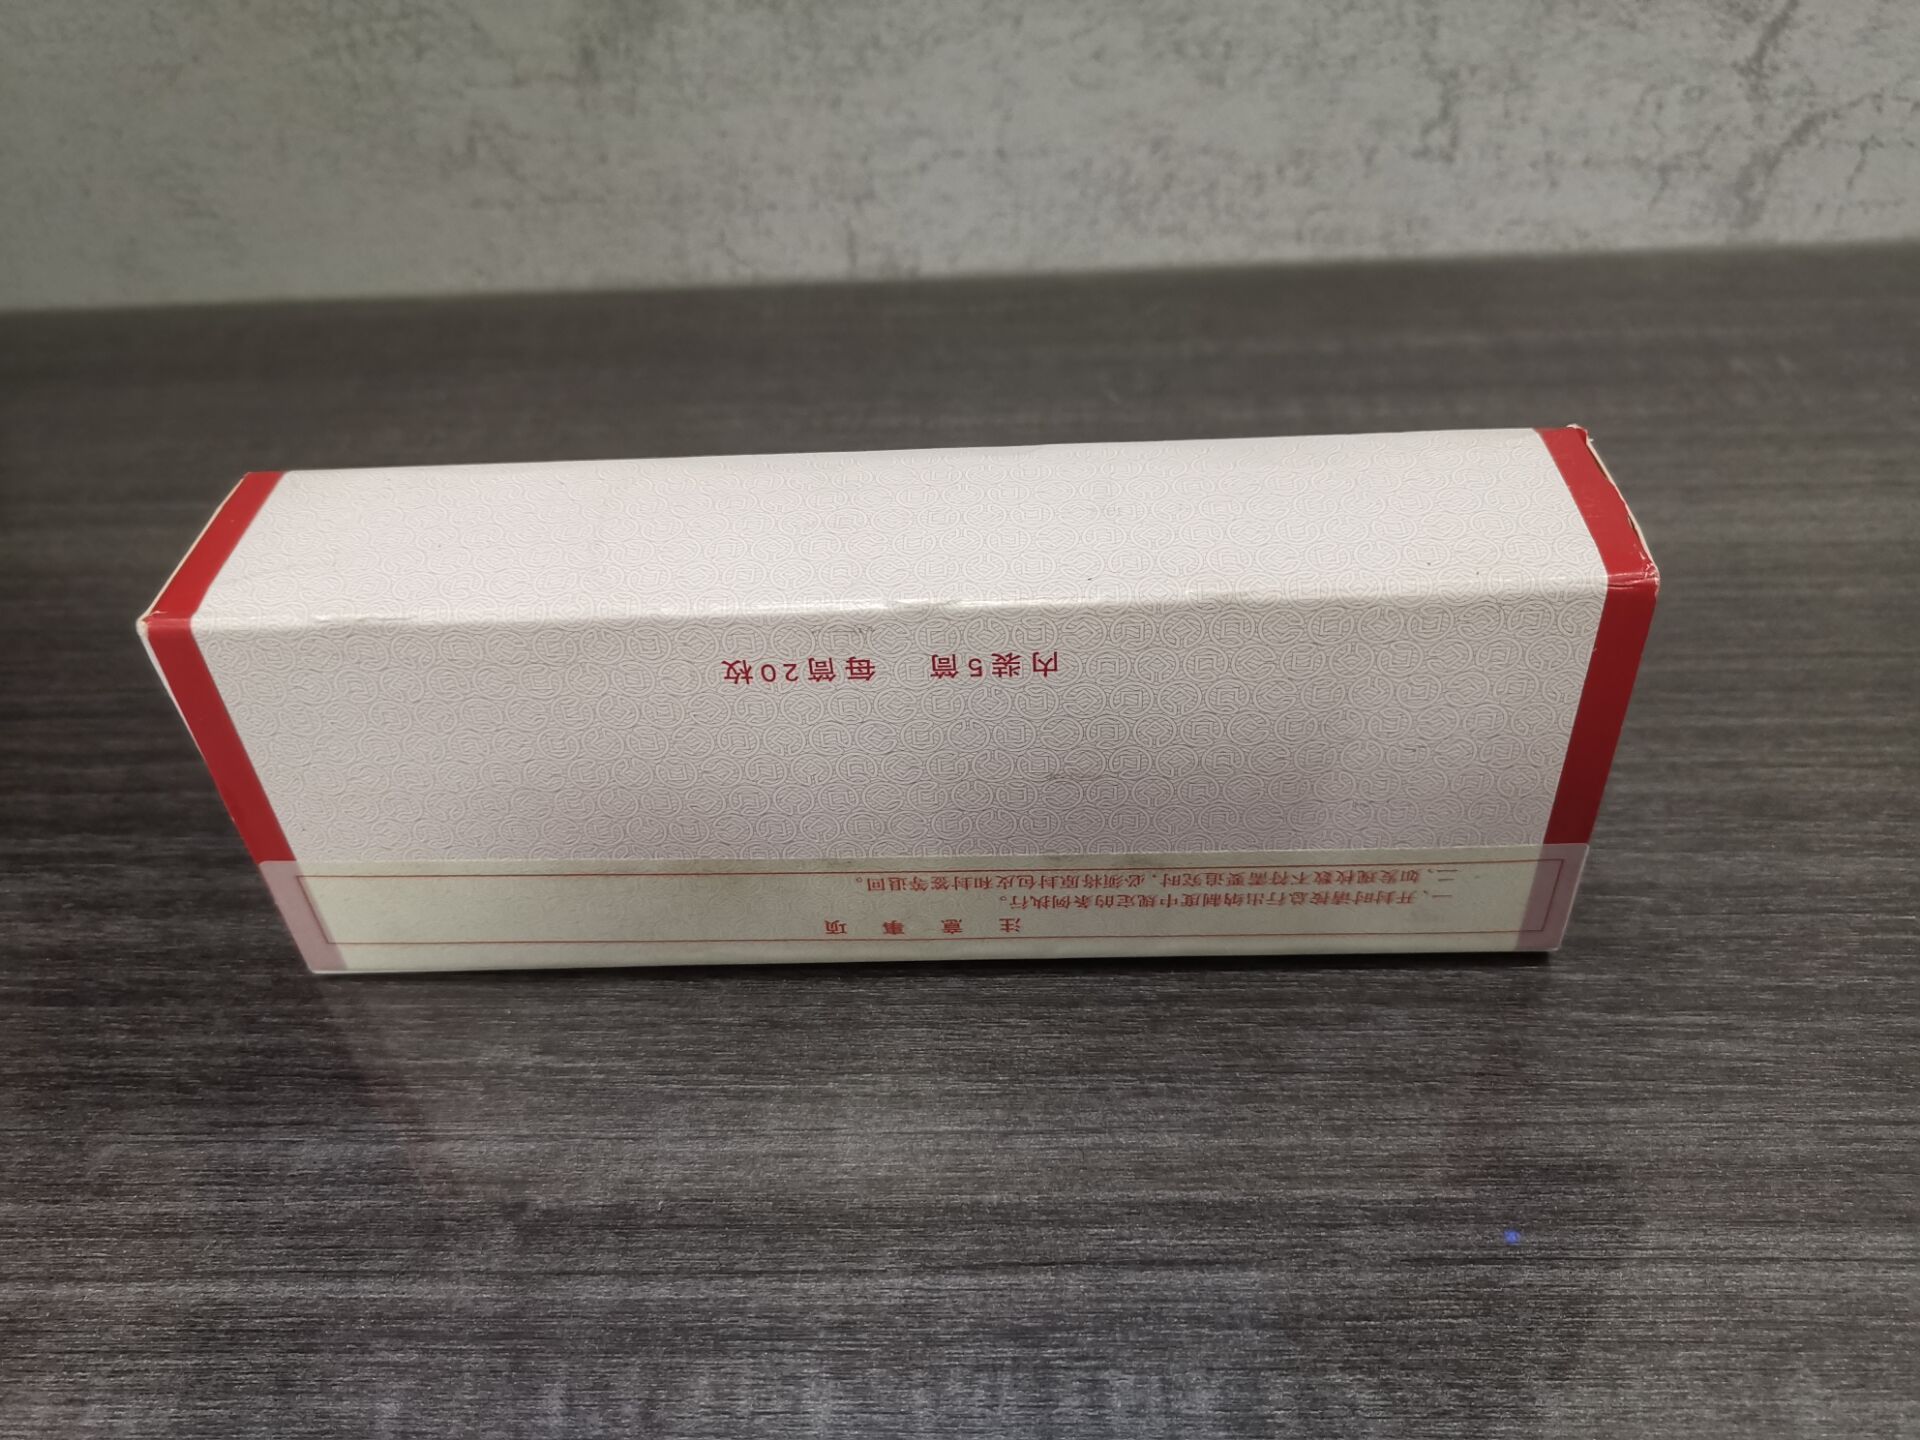 注意事项
一、开封时请按总行出纳制度中规定的条例执行。
二、如发现枚数不符需要追究时，必须将原封包皮和封签等退回。
内装5筒 每筒20枚